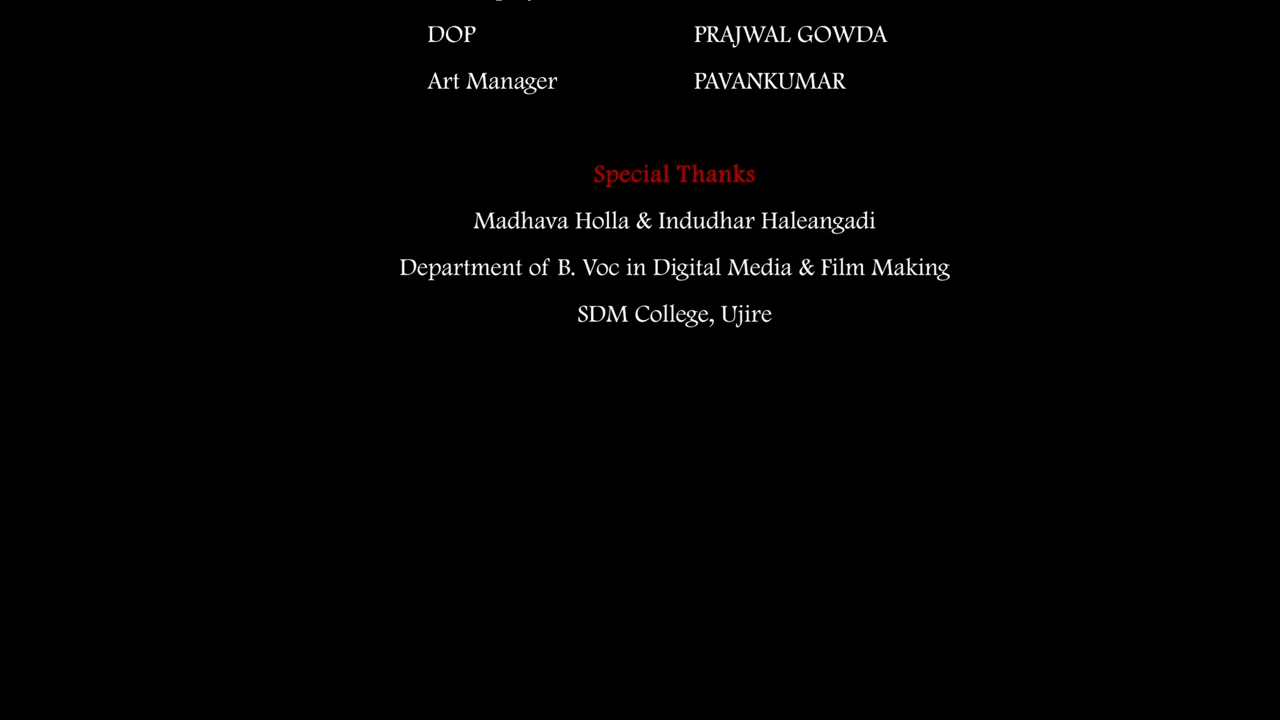 DOP PRAJWAL GOWDA
Art Manager PAVANKUMAR
Special Thanks
Madhava Holla & Indudhar Haleangadi
Department of B. Voc in Digital Media & Film Making
SDM College, Ujire